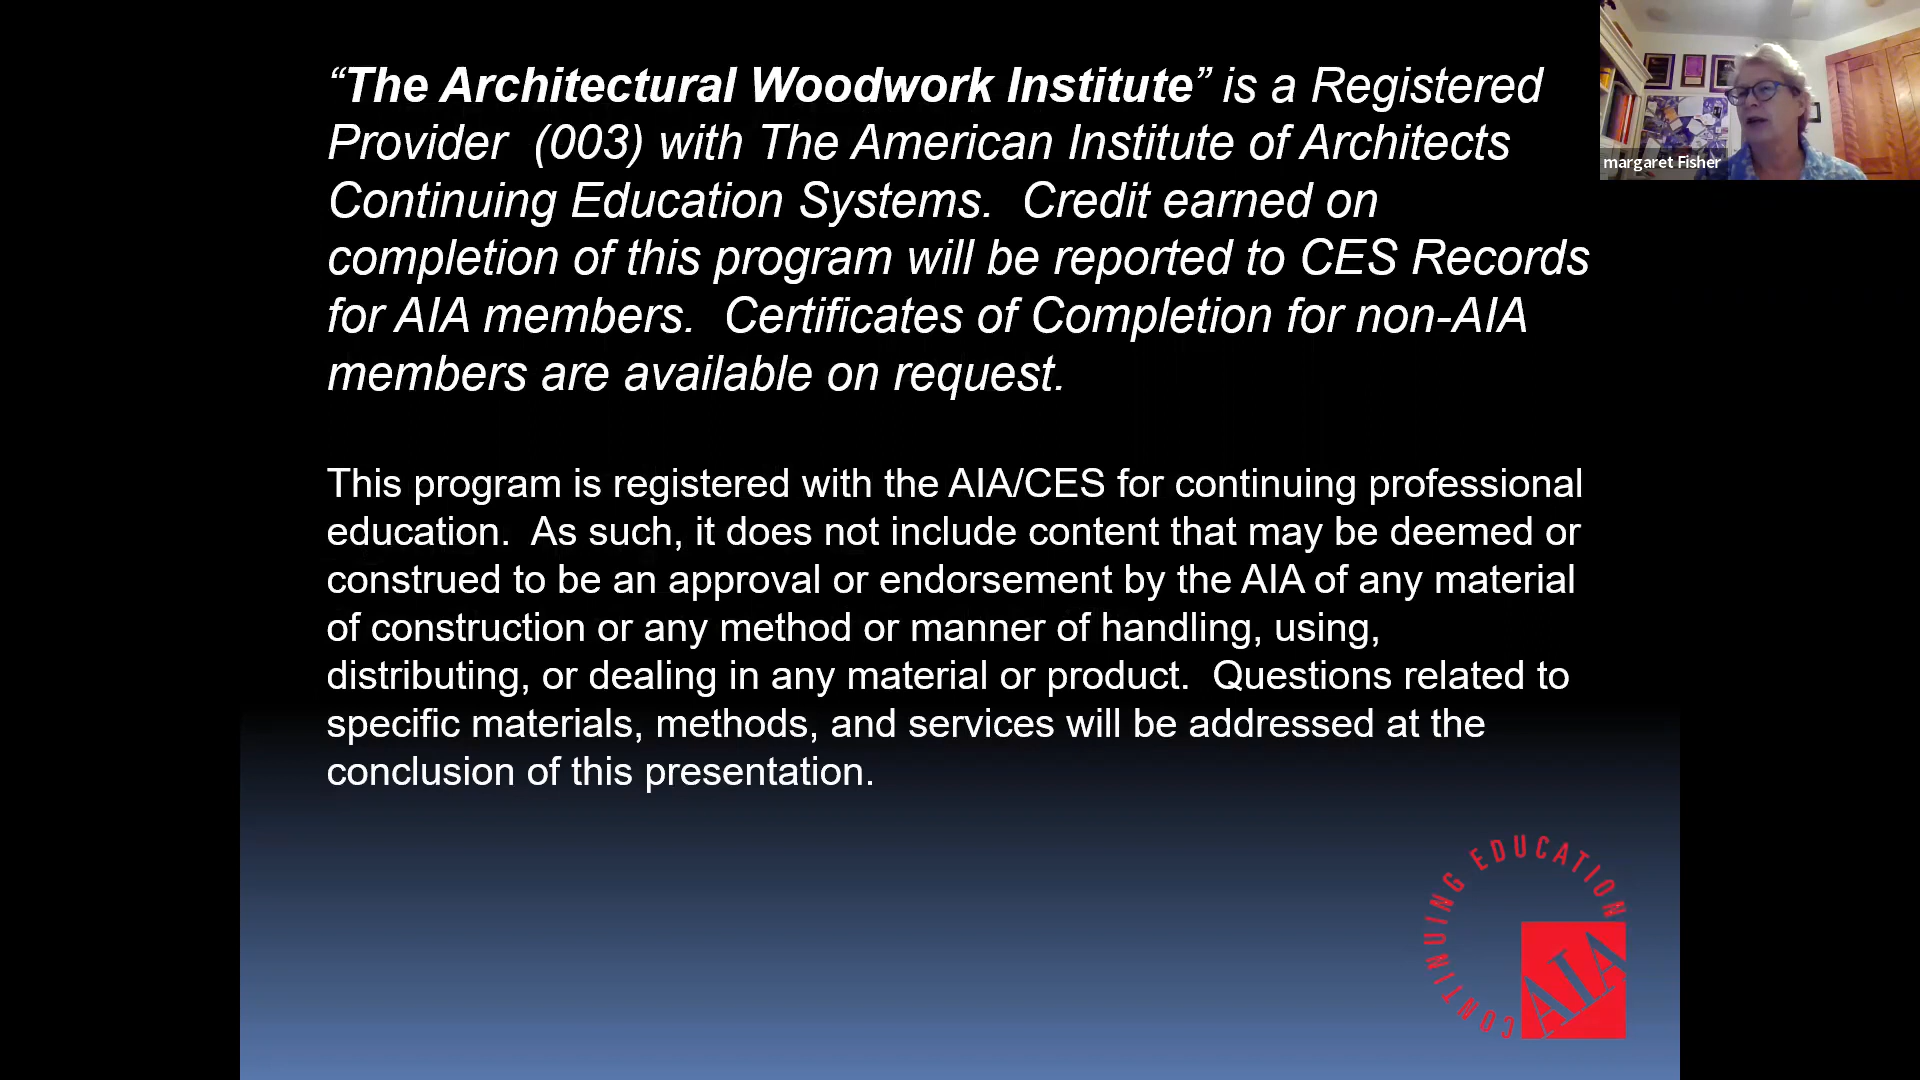 “The Architectural Woodwork Institute” is a Registered
Provider  (003) with The American Institute of Architects
Continuing Education Systems.  Credit earned on
completion of this program will be reported to CES Records
for AIA members.  Certificates of Completion for non-AIA
members are available on request.
This program is registered with the AIA/CES for continuing professional
education.  As such, it does not include content that may be deemed or
construed to be an approval or endorsement by the AIA of any material
of construction or any method or manner of handling, using,
distributing, or dealing in any material or product.  Questions related to
specific materials, methods, and services will be addressed at the
conclusion of this presentation.
margaret Fisher
CONTINUING EDUCATION
AIA